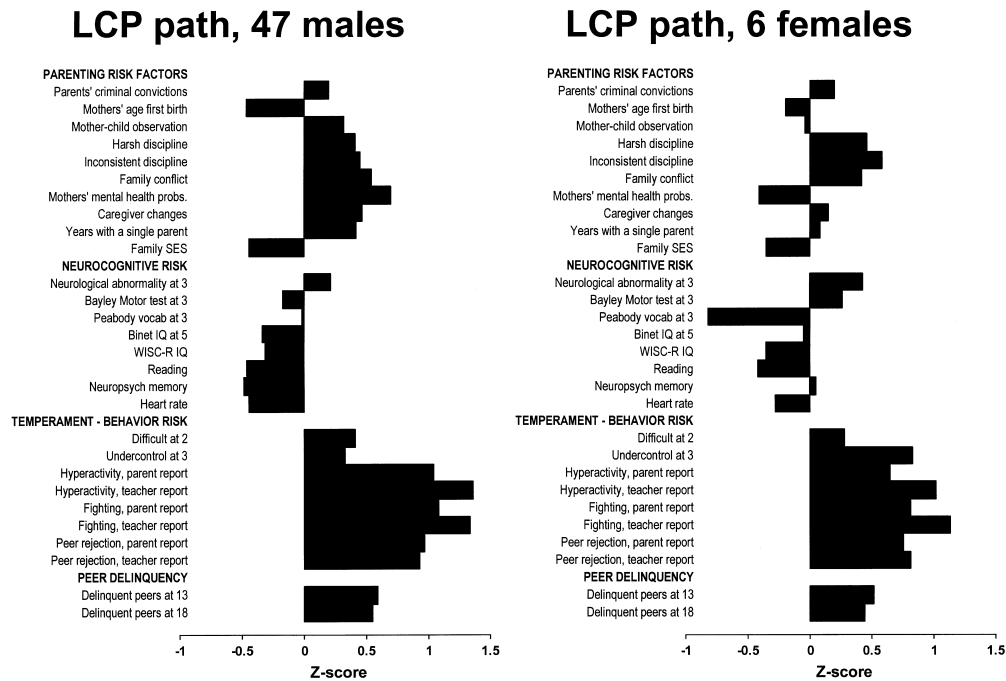 LCP path, 47 males
PARENTING RISK FACTORS
Parents' criminal convictions
Mothers' age first birth
Mother-child observation
Harsh discipline
Inconsistent discipline
Family conflict
Mothers' mental health probs.
Caregiver changes
Years with a single parent
Family SES
NEUROCOGNITIVE RISK
Neurological abnormality at 3
Bayley Motor test at 3
Peabody vocab at 3
Binet IQ at 5
WISC-R IQ
Reading
Neuropsych memory
Heart rate
TEMPERAMENT - BEHAVIOR RISK
Difficult at 2
Undercontrol at 3
Hyperactivity, parent report
Hyperactivity, teacher report
Fighting, parent report
Fighting, teacher report
Peer rejection, parent report
Peer rejection, teacher report
PEER DELINQUENCY
Delinquent peers at 13
Delinquent peers at 18
-1 -0.5 0 0.5 1 1.5
Z-score
LCP path, 6 females
PARENTING RISK FACTORS
Parents' criminal convictions
Mothers' age first birth
Mother-child observation
Harsh discipline
Inconsistent discipline
Family conflict
Mothers' mental health probs.
Caregiver changes
Years with a single parent
Family SES
NEUROCOGNITIVE RISK
Neurological abnormality at 3
Bayley Motor test at 3
Peabody vocab at 3
Binet IQ at 5
WISC-R IQ
Reading
Neuropsych memory
Heart rate
TEMPERAMENT - BEHAVIOR RISK
Difficult at 2
Undercontrol at 3
Hyperactivity, parent report
Hyperactivity, teacher report
Fighting, parent report
Fighting, teacher report
Peer rejection, parent report
Peer rejection, teacher report
PEER DELINQUENCY
Delinquent peers at 13
Delinquent peers at 18
-1 -0.5 0 0.5 1 1.5
Z-score